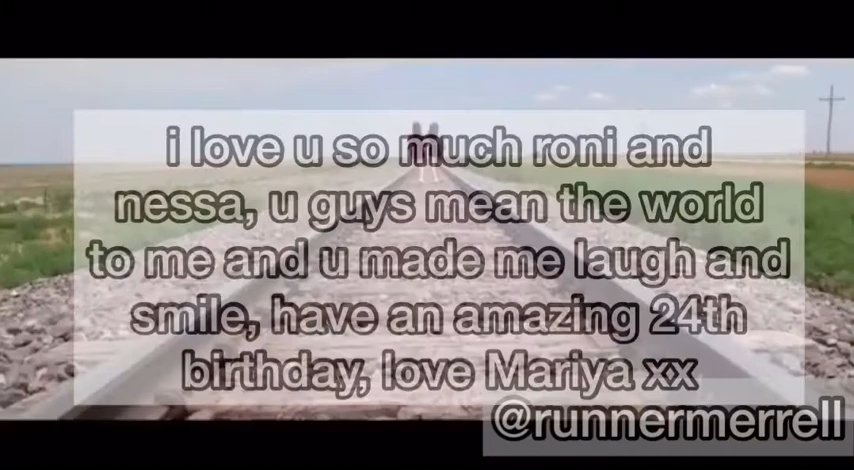 i love u so much roni and
nessa, u guys mean the world
to me and u made me laugh and
smile, have an amazing 24th
birthday, love Mariya xx
@runnermerrell